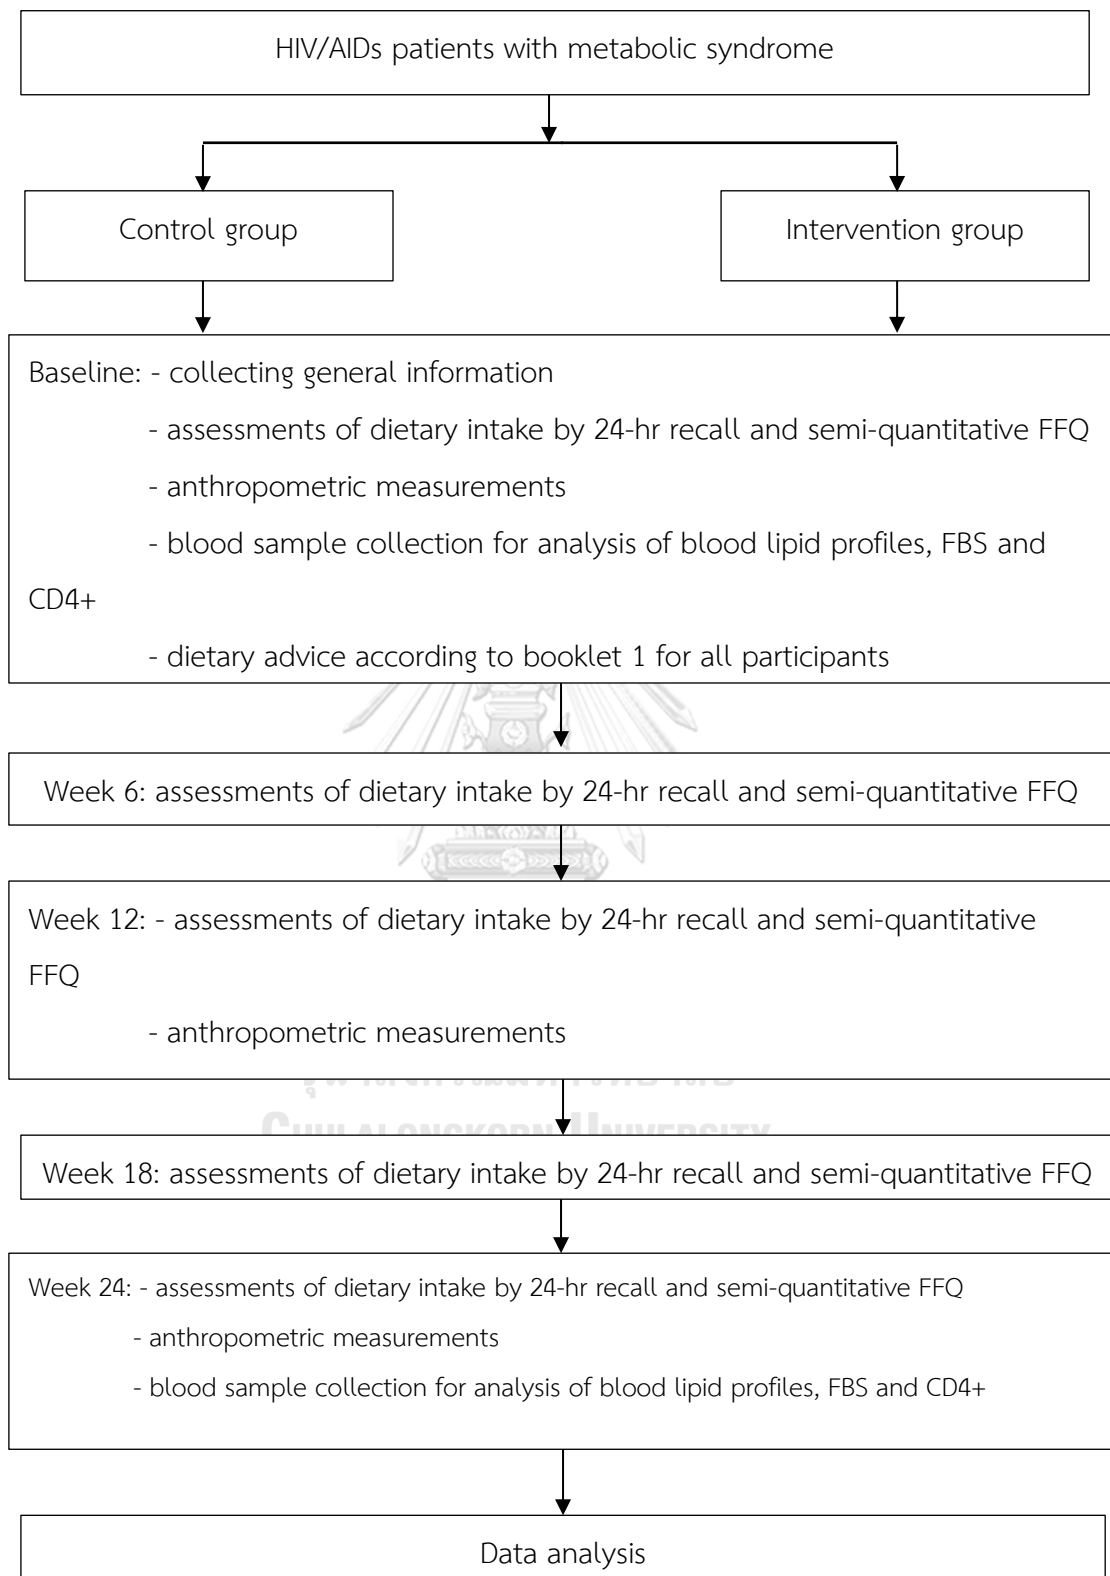 HIV/AIDs patients with metabolic syndrome
Control group
Intervention group
Baseline: - collecting general information
- assessments of dietary intake by 24-hr recall and semi-quantitative FFQ
- anthropometric measurements
- blood sample collection for analysis of blood lipid profiles, FBS and
CD4+
- dietary advice according to booklet 1 for all participants
Week 6: assessments of dietary intake by 24-hr recall and semi-quantitative FFQ
Week 12: - assessments of dietary intake by 24-hr recall and semi-quantitative
FFQ
- anthropometric measurements
CHULALONGKORN UNIVERSITY
Week 18: assessments of dietary intake by 24-hr recall and semi-quantitative FFQ
Week 24: - assessments of dietary intake by 24-hr recall and semi-quantitative FFQ
- anthropometric measurements
- blood sample collection for analysis of blood lipid profiles, FBS and CD4+
Data analysis